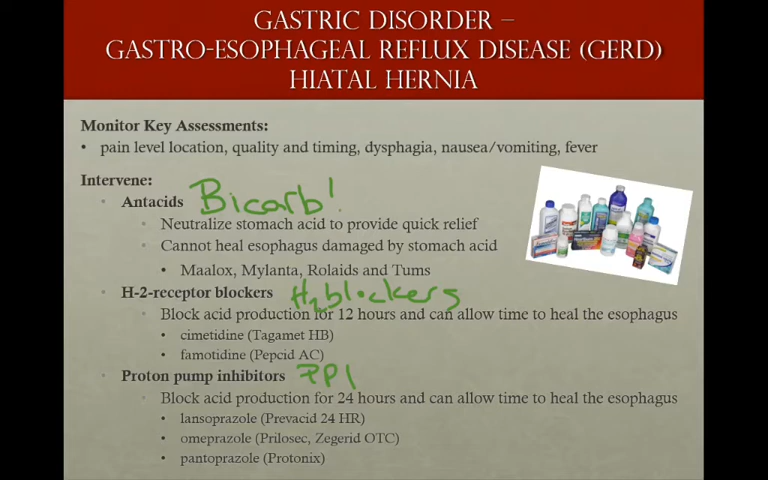 GASTRIC DISORDER –
GASTRO-ESOPHAGEAL REFLUX DISEASE (GERD)
HIATAL HERNIA
Monitor Key Assessments:
• pain level location, quality and timing, dysphagia, nausea/vomiting, fever
Intervene:
• Antacids Bicarb!
• Neutralize stomach acid to provide quick relief
• Cannot heal esophagus damaged by stomach acid
• Maalox, Mylanta, Rolaids and Tums
• H-2-receptor blockers H2blockers
• Block acid production for 12 hours and can allow time to heal the esophagus
• cimetidine (Tagamet HB)
• famotidine (Pepcid AC)
• Proton pump inhibitors PPI
• Block acid production for 24 hours and can allow time to heal the esophagus
• lansoprazole (Prevacid 24 HR)
• omeprazole (Prilosec, Zegerid OTC)
• pantoprazole (Protonix)